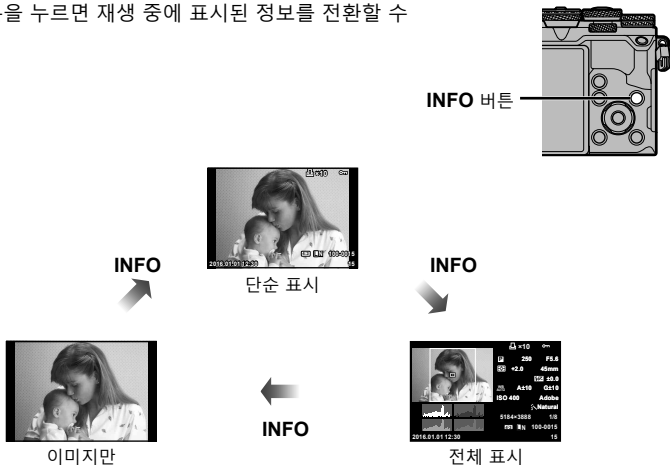 을 누르면 재생 중에 표시된 정보를 전환할 수
INFO 버튼
×10
100-0015
2016.01.01 12:30 15
단순 표시
INFO
INFO
×10
P 250 F5.6
+2.0 45mm
±0.0
A±10 G±10
ISO 400 Adobe
Natural
5184×3888 1/8
100-0015
2016.01.01 12:30 15
INFO
이미지만
전체 표시